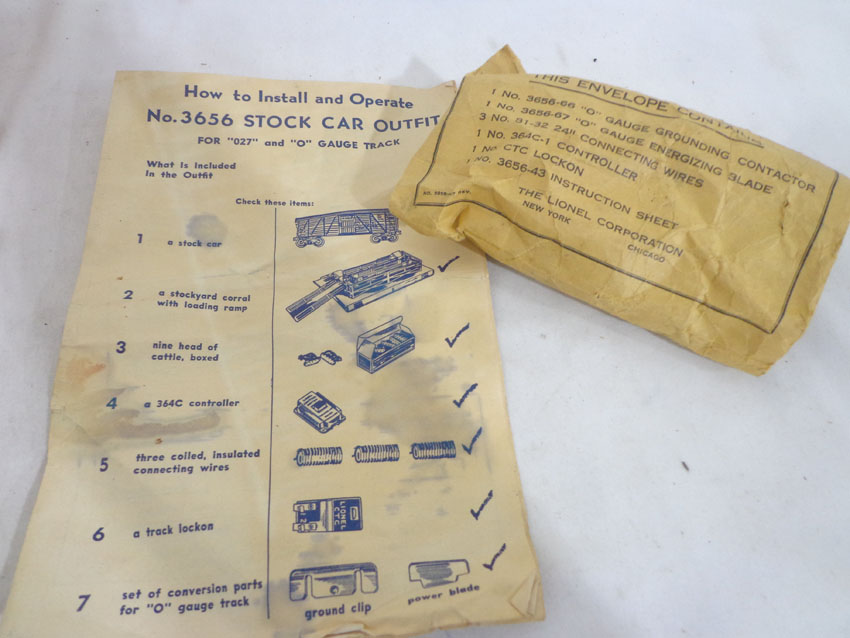 How to Install and Operate
No.3656 STOCK CAR OUTFIT
FOR "027" and "O" GAUGE TRACK
What Is Included
In the Outfit
Check these items:
1 a stock car
2 a stockyard corral
with loading ramp
3 nine head of
cattle, boxed
4 a 364C controller
5 three coiled, insulated
connecting wires
6 a track lockon
LIONEL
CTC
7 set of conversion parts
for "O" gauge track
ground clip
power blade
THIS ENVELOPE CONTAINS
1 No. 3656-66 "O" GAUGE GROUNDING CONTACTOR
1 No. 3656-67 "O" GAUGE ENERGIZING BLADE
3 No. 81-32 24" CONNECTING WIRES
1 No. 364C-1 CONTROLLER
1 No CTC LOCKON
1 No. 3656-43 INSTRUCTION SHEET
THE LIONEL CORPORATION
NEW YORK
CHICAGO